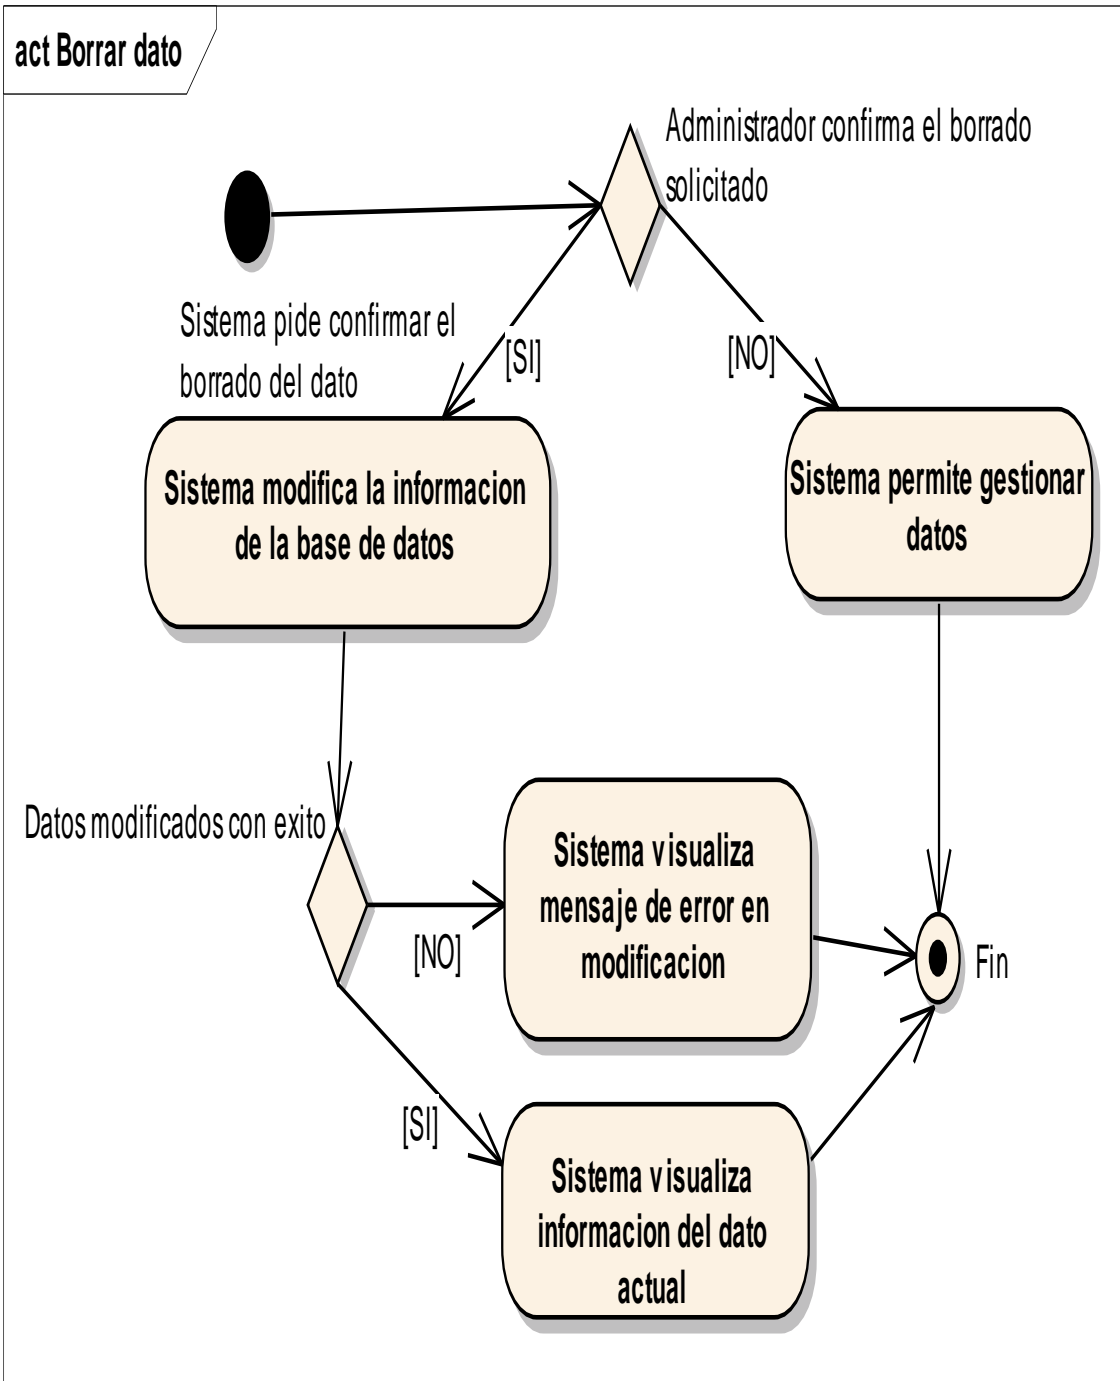 act Borrar dato
Administrador confirma el borrado
solicitado
Sistema pide confirmar el
borrado del dato
[SI]
[NO]
Sistema modifica la informacion
de la base de datos
Sistema permite gestionar
datos
Datos modificados con exito
[NO]
Sistema visualiza
mensaje de error en
modificacion
Fin
[SI]
Sistema visualiza
informacion del dato
actual